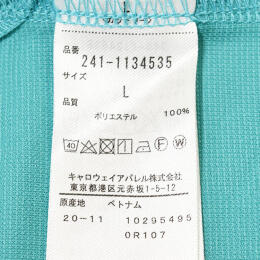 L
品番
241-1134535
サイズ
L
品質
ポリエステル 100%
40
キャロウェイアパレル株式会社
東京都港区元赤坂1-5-12
原産地 ベトナム
20-11 10295495
0R107